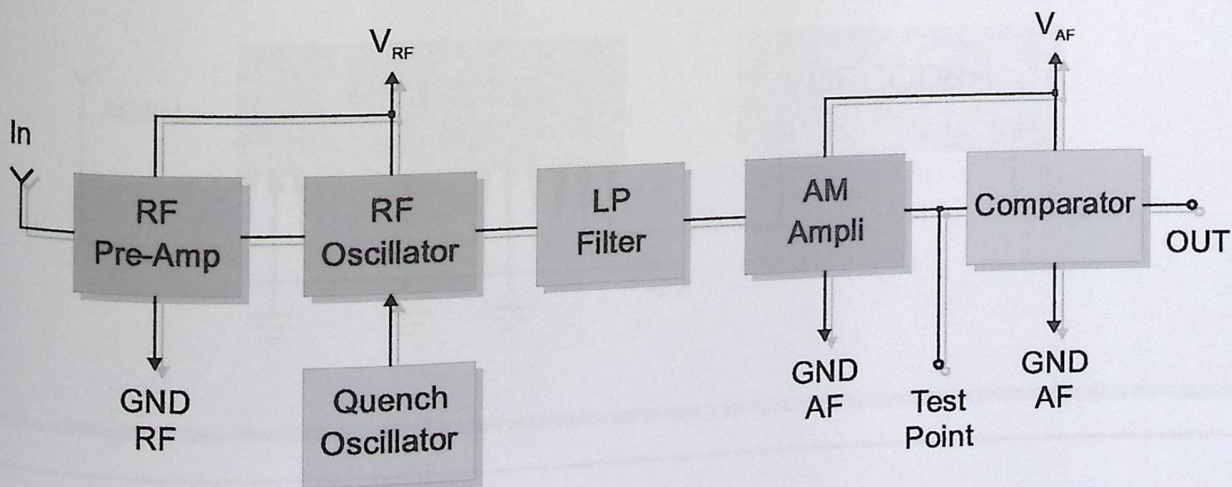 V_RF
V_AF
In
RF
Pre-Amp
RF
Oscillator
LP
Filter
AM
Ampli
Comparator
OUT
GND
RF
Quench
Oscillator
GND
AF
Test
Point
GND
AF